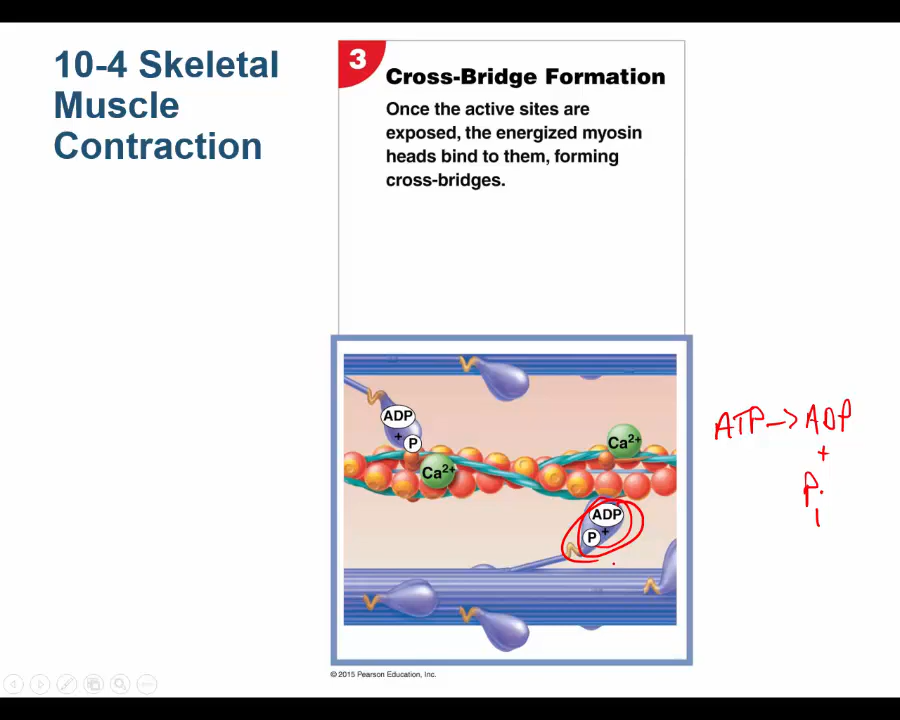 10-4 Skeletal
Muscle
Contraction
3
Cross-Bridge Formation
Once the active sites are
exposed, the energized myosin
heads bind to them, forming
cross-bridges.
ADP
+
P
Ca2+
Ca2+
ADP
+
P
ATP → ADP
+
Pi
© 2015 Pearson Education, Inc.